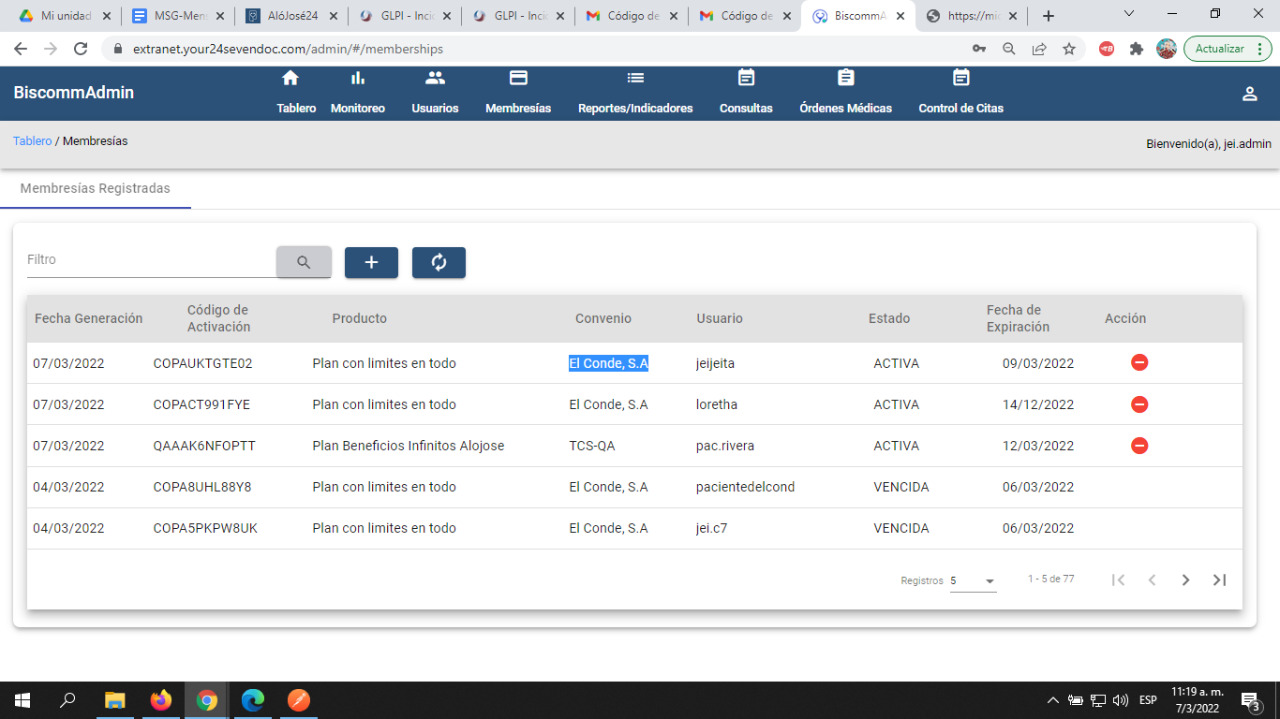 Mi unidad
MSG-Men
AlóJosé24
GLPI - Inci
GLPI - Inci
Código de
Código de
BiscommA
https://mi
extranet.your24sevendoc.com/admin/#/memberships
Actualizar
BiscommAdmin
Tablero Monitoreo Usuarios Membresías Reportes/Indicadores Consultas Órdenes Médicas Control de Citas
Tablero / Membresías
Bienvenido(a), jei.admin
Membresías Registradas
Filtro
Fecha Generación Código de Activación Producto Convenio Usuario Estado Fecha de Expiración Acción
07/03/2022 COPAUKTGTE02 Plan con limites en todo El Conde, S.A jeijeita ACTIVA 09/03/2022
07/03/2022 COPACT991FYE Plan con limites en todo El Conde, S.A loretha ACTIVA 14/12/2022
07/03/2022 QAAAK6NFOPTT Plan Beneficios Infinitos Alojose TCS-QA pac.rivera ACTIVA 12/03/2022
04/03/2022 COPA8UHL88Y8 Plan con limites en todo El Conde, S.A pacientedelcond VENCIDA 06/03/2022
04/03/2022 COPA5PKPW8UK Plan con limites en todo El Conde, S.A jei.c7 VENCIDA 06/03/2022
Registros 5 1 - 5 de 77
ESP
11:19 a. m.
7/3/2022
3